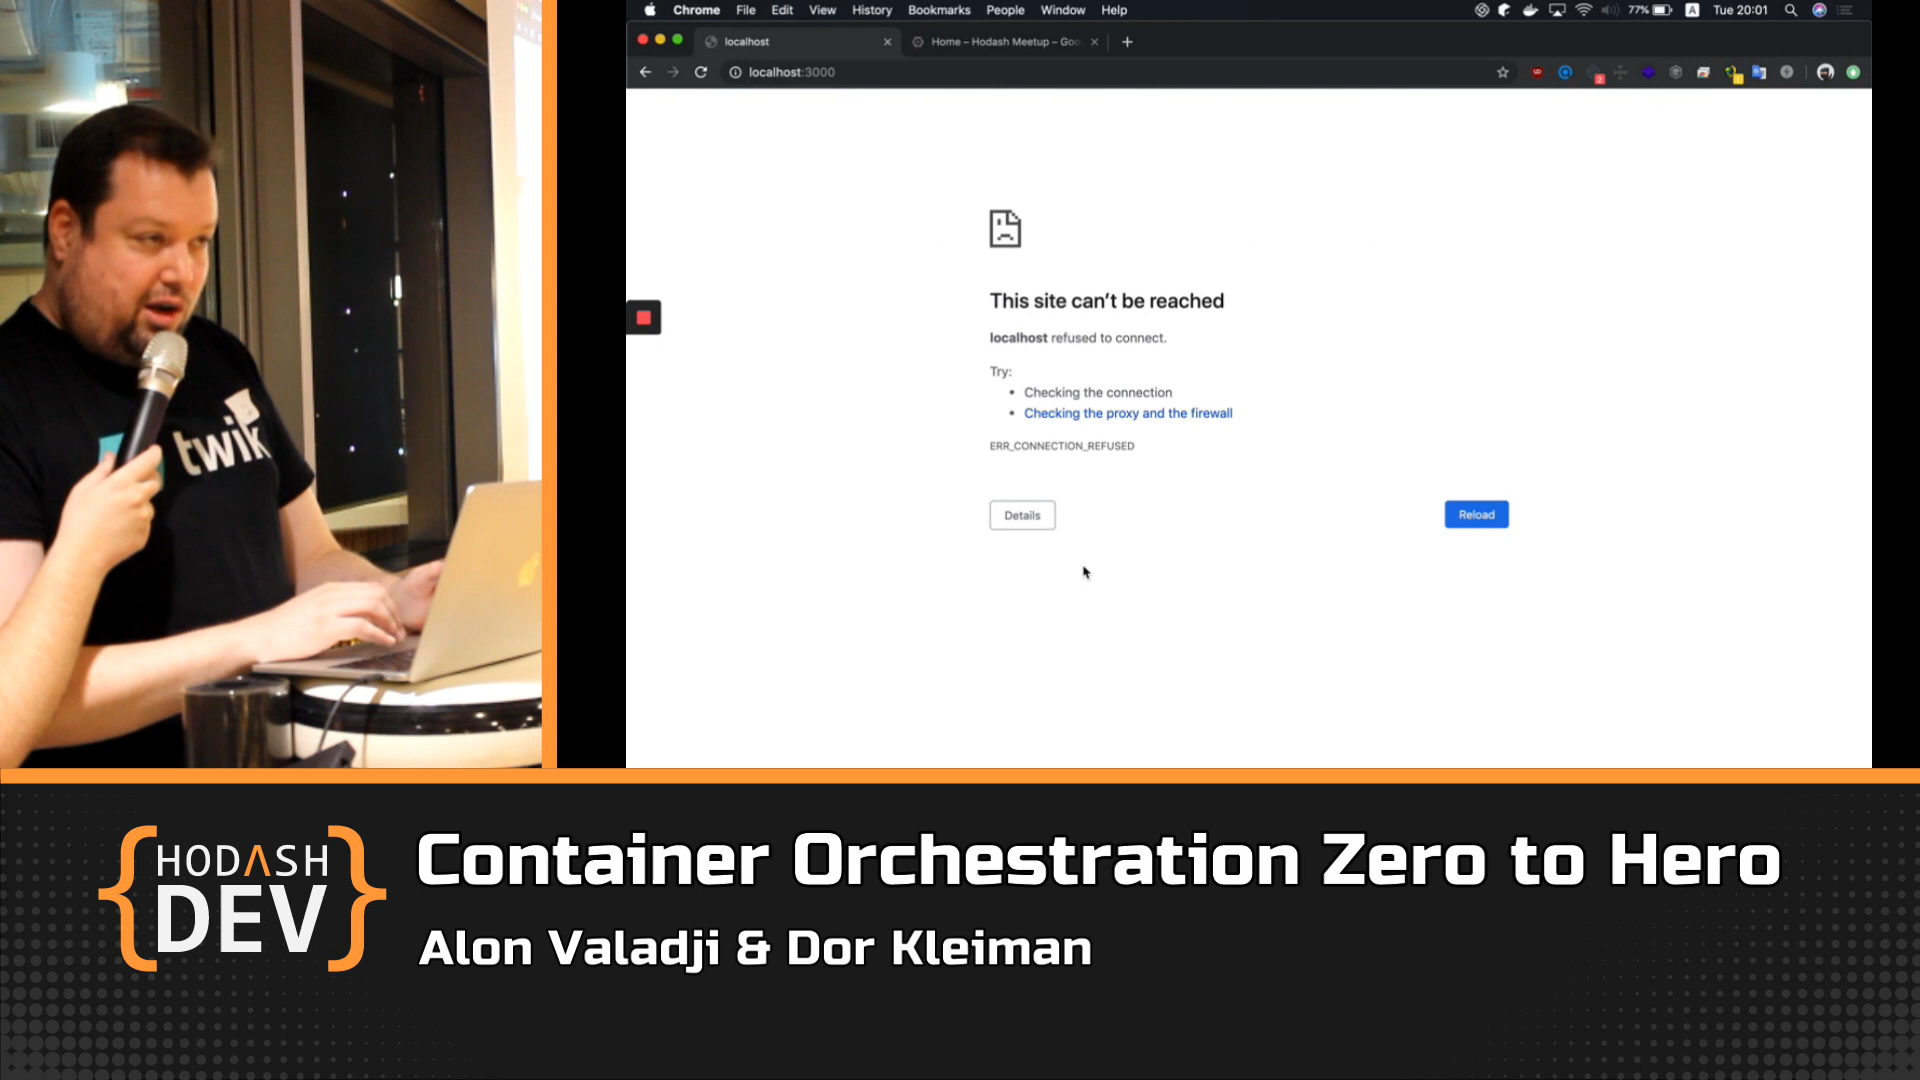 twik
Chrome File Edit View History Bookmarks People Window Help
77% A Tue 20:01
localhost
Home – Hodash Meetup – Goo
localhost:3000
This site can't be reached
localhost refused to connect.
Try:
• Checking the connection
• Checking the proxy and the firewall
ERR_CONNECTION_REFUSED
Details
Reload
{HODASH
DEV}
Container Orchestration Zero to Hero
Alon Valadji & Dor Kleiman